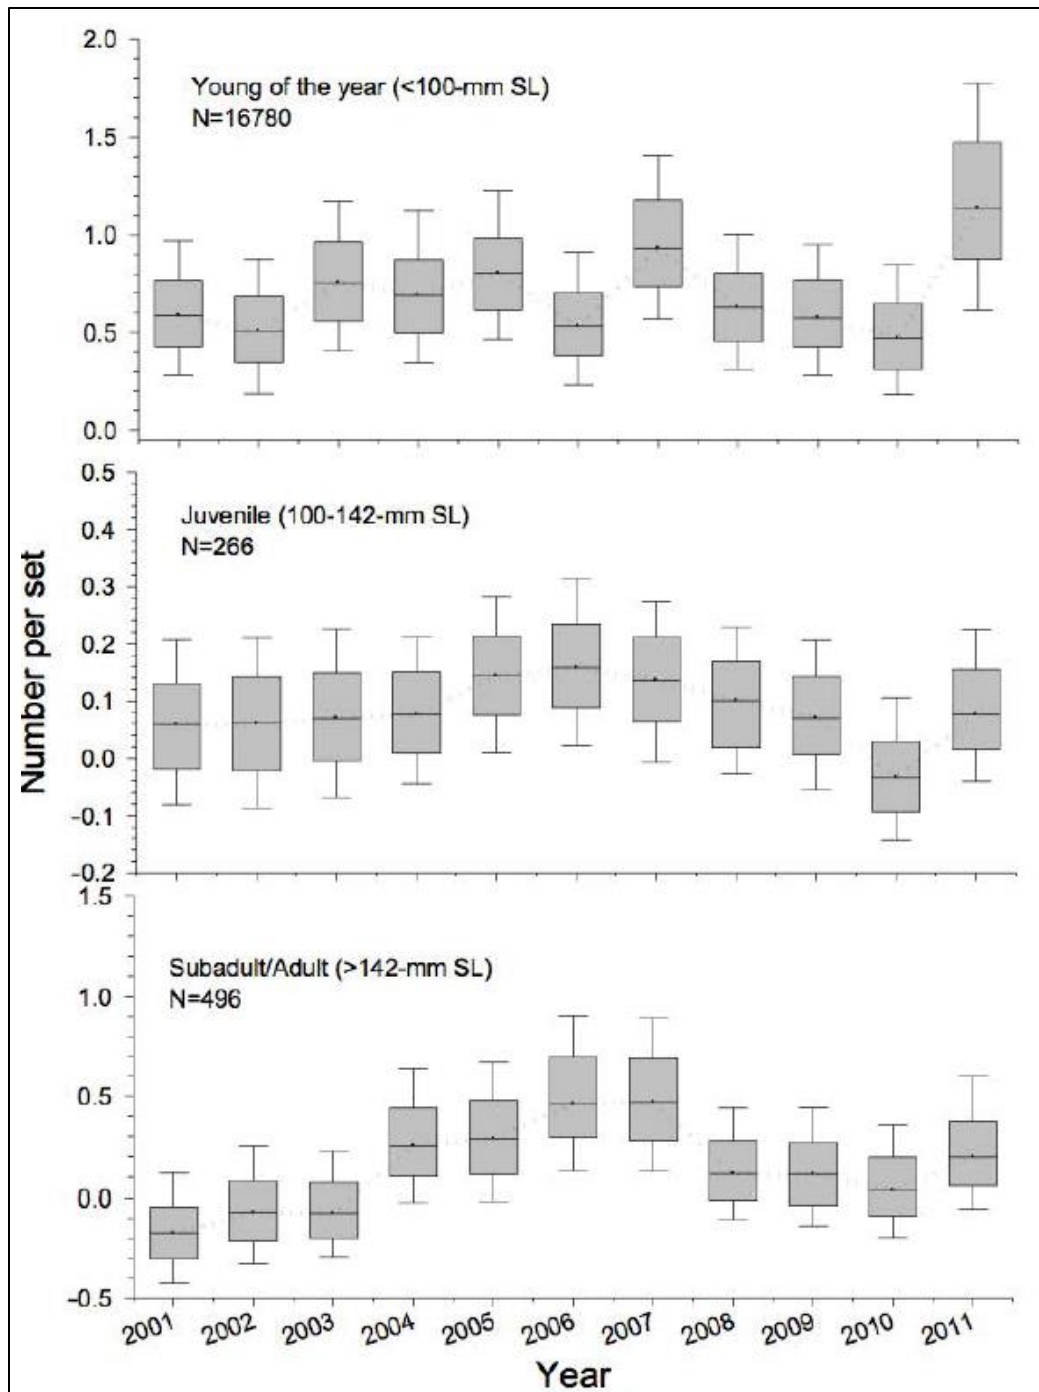 2.0
Young of the year (<100-mm SL)
N=16780
1.5
1.0
0.5
0.0
0.5
Juvenile (100-142-mm SL)
N=266
0.4
0.3
0.2
0.1
0.0
-0.1
-0.2
Number per set
1.5
Subadult/Adult (>142-mm SL)
N=496
1.0
0.5
0.0
-0.5
2001 2002 2003 2004 2005 2006 2007 2008 2009 2010 2011
Year